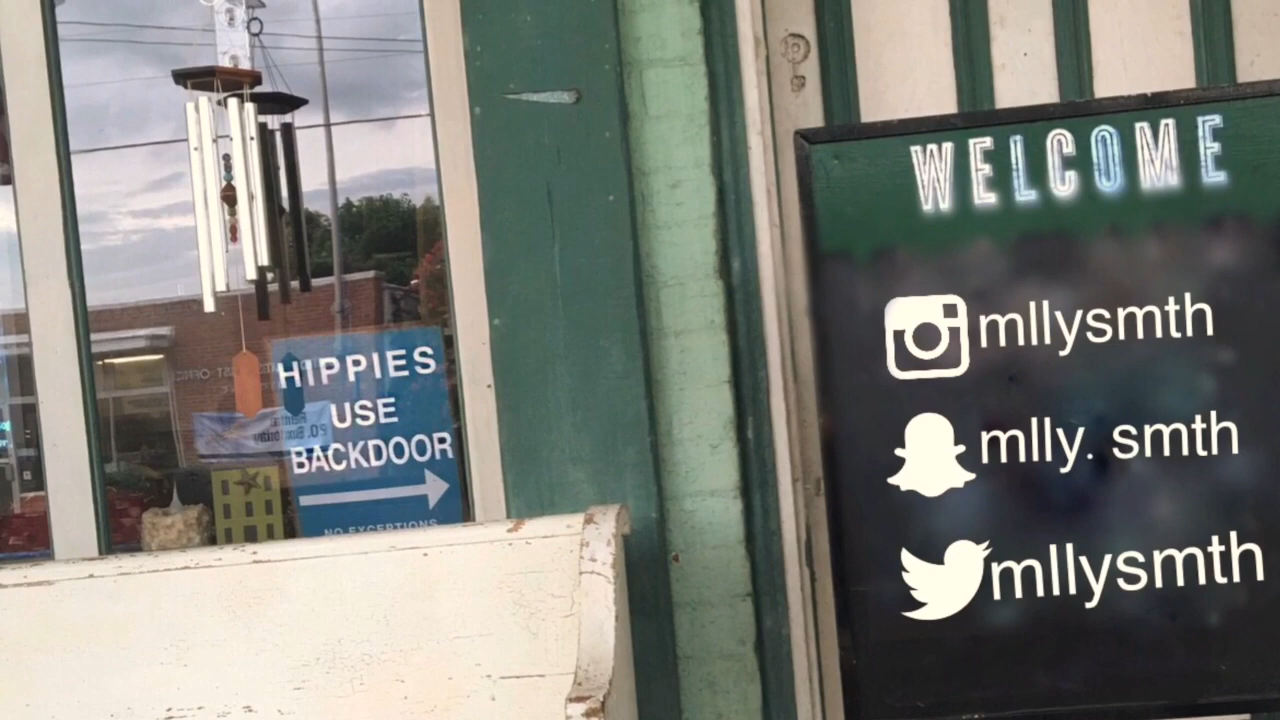 HIPPIES
USE
BACKDOOR
NO EXCEPTIONS
WELCOME
mllysmth
mlly. smth
mllysmth